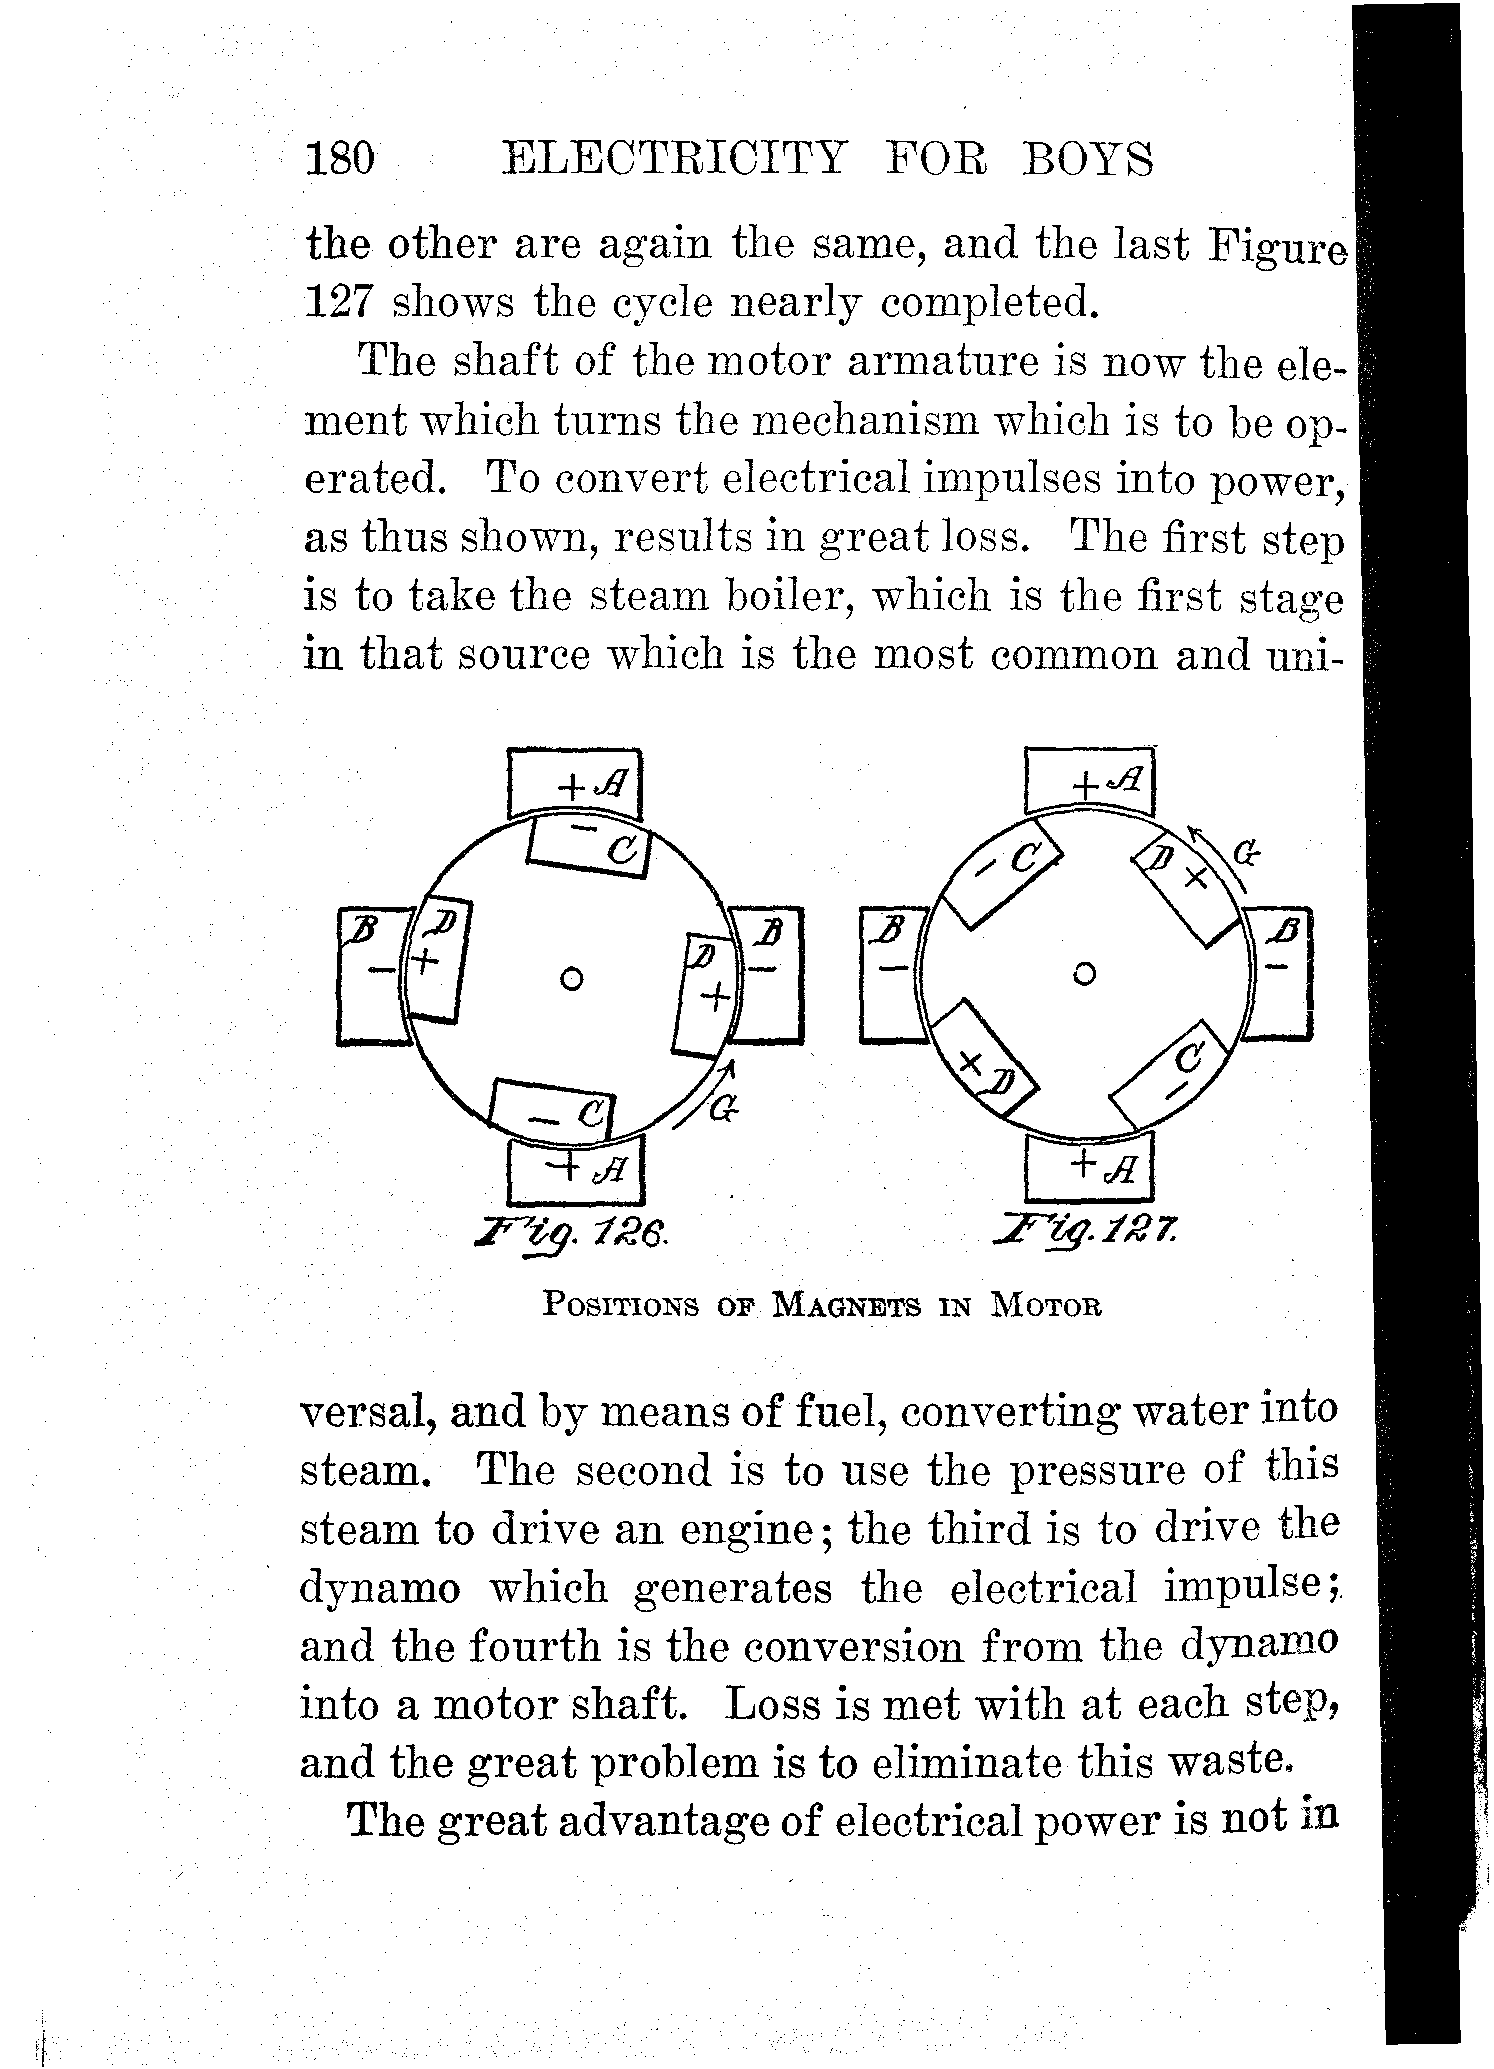 180 ELECTRICITY FOR BOYS
the other are again the same, and the last Figure
127 shows the cycle nearly completed.
The shaft of the motor armature is now the ele-
ment which turns the mechanism which is to be op-
erated. To convert electrical impulses into power,
as thus shown, results in great loss. The first step
is to take the steam boiler, which is the first stage
in that source which is the most common and uni-
+ A
- C
B -
D +
D +
B -
- C
G
+ A
Fig. 126.
+ A
- C
D +
G
B -
B -
+ D
C -
+ A
Fig. 127.
POSITIONS OF MAGNETS IN MOTOR
versal, and by means of fuel, converting water into
steam. The second is to use the pressure of this
steam to drive an engine; the third is to drive the
dynamo which generates the electrical impulse;
and the fourth is the conversion from the dynamo
into a motor shaft. Loss is met with at each step,
and the great problem is to eliminate this waste.
The great advantage of electrical power is not in